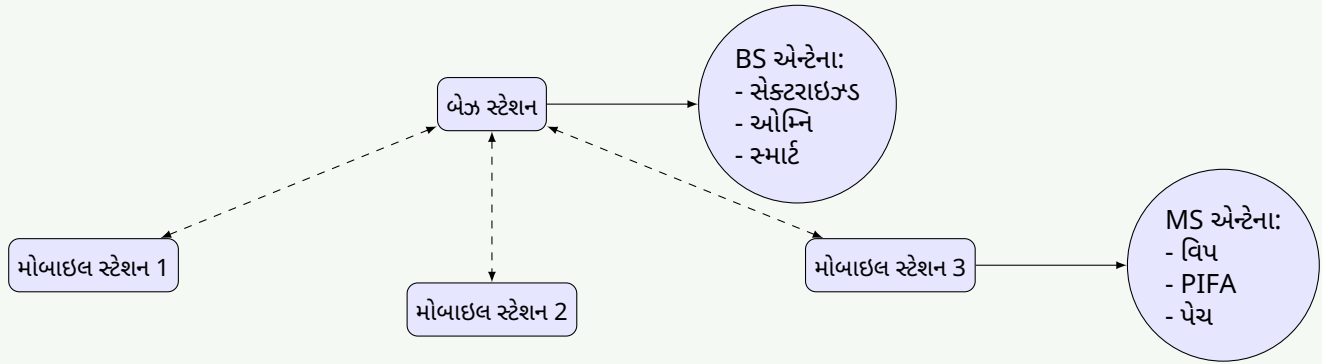 BS એન્ટેના:
- સેક્ટરાઇઝ્ડ
- ઓમ્નિ
- સ્માર્ટ
બેઝ સ્ટેશન
મોબાઇલ સ્ટેશન 1
મોબાઇલ સ્ટેશન 2
મોબાઇલ સ્ટેશન 3
MS એન્ટેના:
- વિપ
- PIFA
- પેચ